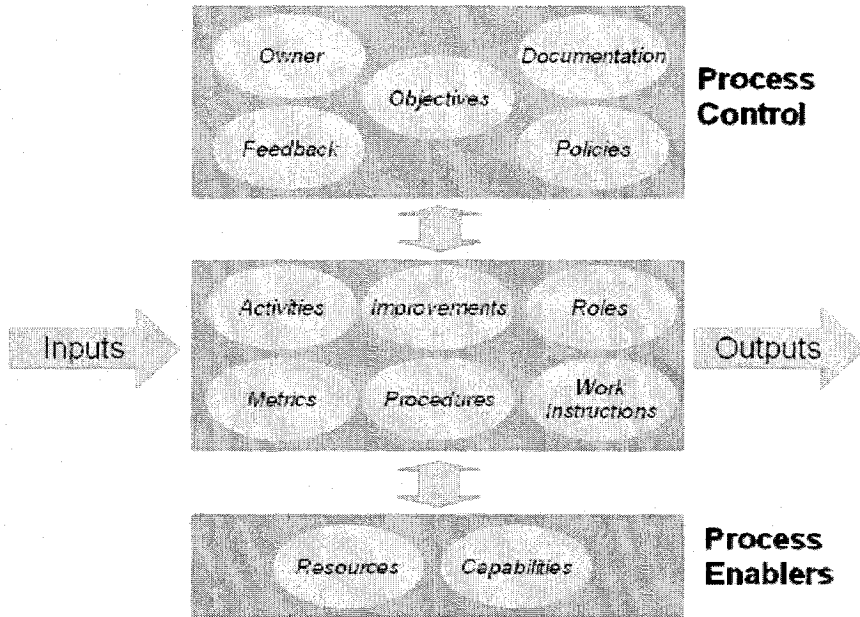 Owner
Documentation
Objectives
Feedback
Policies
Process
Control
Activities
Improvements
Roles
Inputs
Outputs
Metrics
Procedures
Work
Instructions
Resources
Capabilities
Process
Enablers